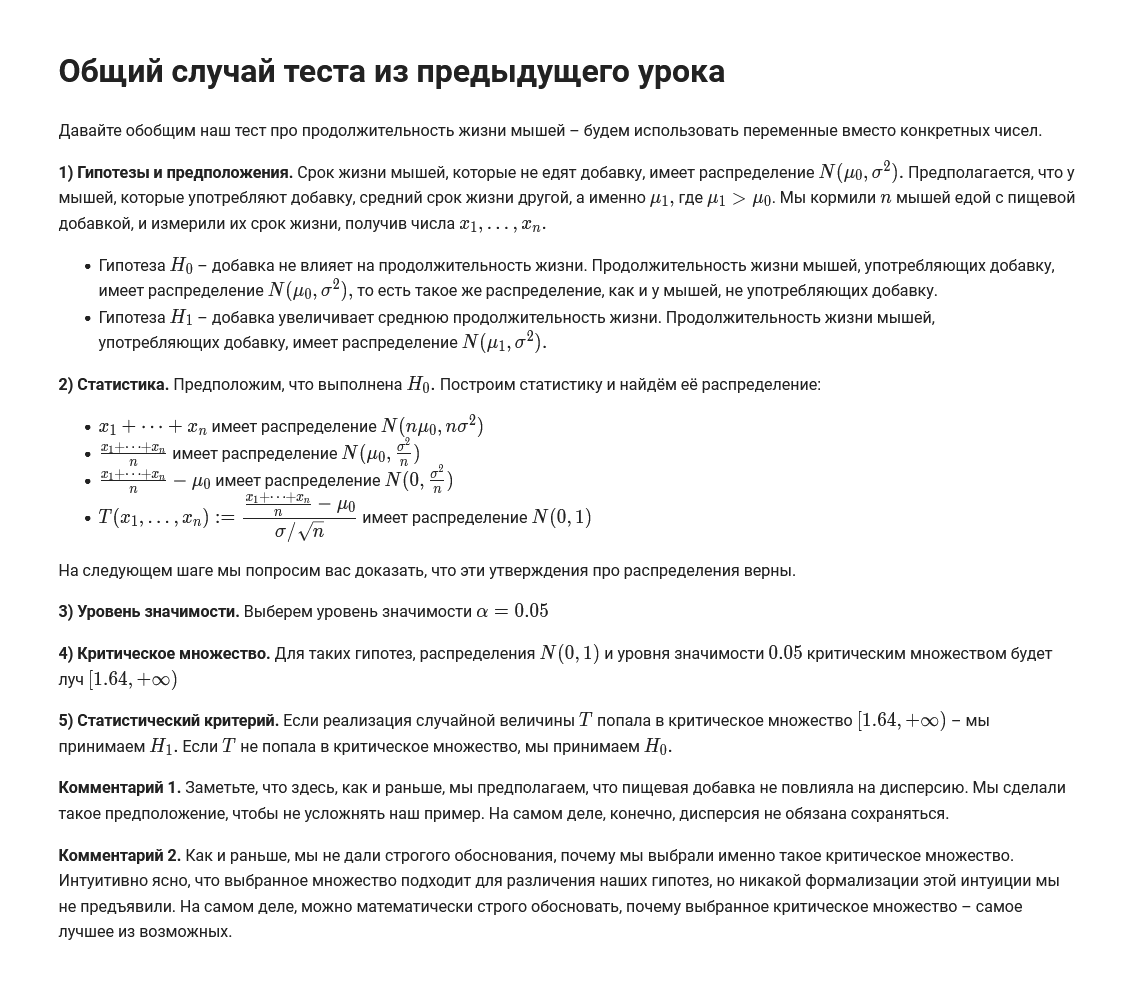 Общий случай теста из предыдущего урока
Давайте обобщим наш тест про продолжительность жизни мышей – будем использовать переменные вместо конкретных чисел.
1) Гипотезы и предположения. Срок жизни мышей, которые не едят добавку, имеет распределение $N(\mu_0, \sigma^2)$. Предполагается, что у
мышей, которые употребляют добавку, средний срок жизни другой, а именно $\mu_1$, где $\mu_1 > \mu_0$. Мы кормили $n$ мышей едой с пищевой
добавкой, и измерили их срок жизни, получив числа $x_1, \ldots, x_n$.
• Гипотеза $H_0$ – добавка не влияет на продолжительность жизни. Продолжительность жизни мышей, употребляющих добавку,
имеет распределение $N(\mu_0, \sigma^2)$, то есть такое же распределение, как и у мышей, не употребляющих добавку.
• Гипотеза $H_1$ – добавка увеличивает среднюю продолжительность жизни. Продолжительность жизни мышей,
употребляющих добавку, имеет распределение $N(\mu_1, \sigma^2)$.
2) Статистика. Предположим, что выполнена $H_0$. Построим статистику и найдём её распределение:
• $x_1 + \cdots + x_n$ имеет распределение $N(n\mu_0, n\sigma^2)$
• $\frac{x_1+\cdots+x_n}{n}$ имеет распределение $N(\mu_0, \frac{\sigma^2}{n})$
• $\frac{x_1+\cdots+x_n}{n} - \mu_0$ имеет распределение $N(0, \frac{\sigma^2}{n})$
• $T(x_1, \ldots, x_n) := \frac{\frac{x_1+\cdots+x_n}{n} - \mu_0}{\sigma/\sqrt{n}}$ имеет распределение $N(0, 1)$
На следующем шаге мы попросим вас доказать, что эти утверждения про распределения верны.
3) Уровень значимости. Выберем уровень значимости $\alpha = 0.05$
4) Критическое множество. Для таких гипотез, распределения $N(0, 1)$ и уровня значимости $0.05$ критическим множеством будет
луч $[1.64, +\infty)$
5) Статистический критерий. Если реализация случайной величины $T$ попала в критическое множество $[1.64, +\infty)$ – мы
принимаем $H_1$. Если $T$ не попала в критическое множество, мы принимаем $H_0$.
Комментарий 1. Заметьте, что здесь, как и раньше, мы предполагаем, что пищевая добавка не повлияла на дисперсию. Мы сделали
такое предположение, чтобы не усложнять наш пример. На самом деле, конечно, дисперсия не обязана сохраняться.
Комментарий 2. Как и раньше, мы не дали строгого обоснования, почему мы выбрали именно такое критическое множество.
Интуитивно ясно, что выбранное множество подходит для различения наших гипотез, но никакой формализации этой интуиции мы
не предъявили. На самом деле, можно математически строго обосновать, почему выбранное критическое множество – самое
лучшее из возможных.